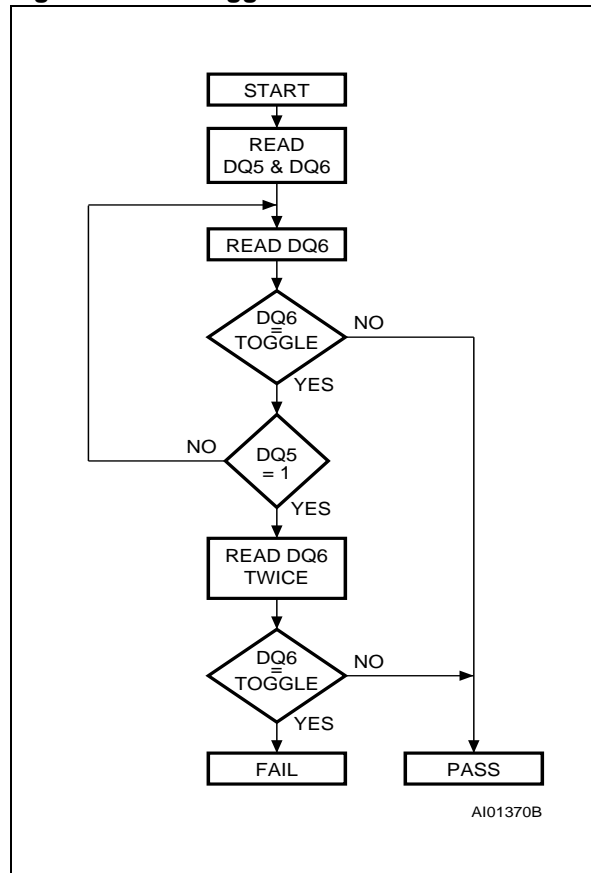 START
READ
DQ5 & DQ6
READ DQ6
DQ6
=
TOGGLE
NO
YES
NO
DQ5
= 1
YES
READ DQ6
TWICE
DQ6
=
TOGGLE
NO
YES
FAIL
PASS
AI01370B